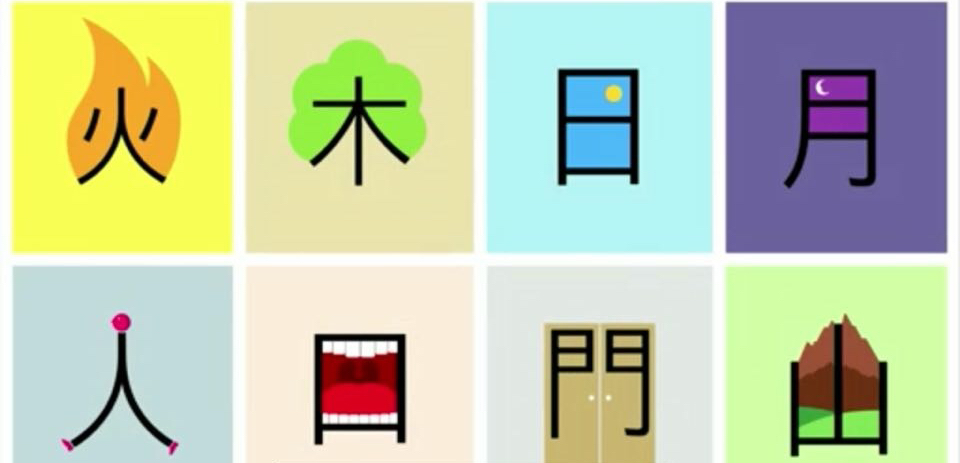 火 木 日 月
人 口 門 山